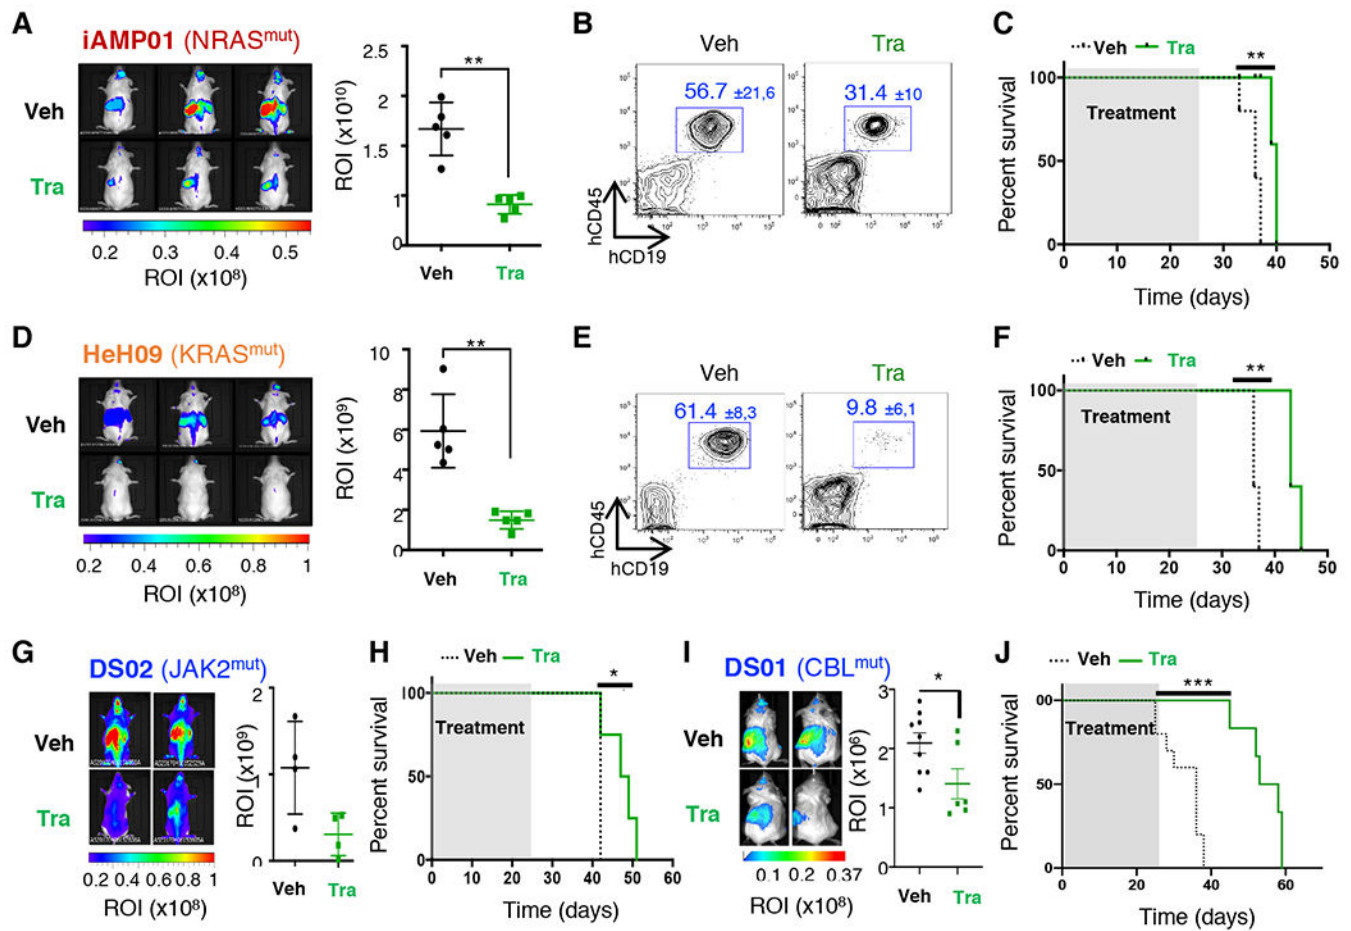 A
iAMP01 (NRASmut)
Veh
Tra
0.2 0.3 0.4 0.5
ROI (x10⁸)
2.5
2
1.5
1
0
ROI (x10¹⁰)
**
Veh Tra
B
Veh Tra
56.7 ±21,6
31.4 ±10
hCD45
hCD19
C
Veh Tra
**
Treatment
100
50
0
Percent survival
0 10 20 30 40 50
Time (days)
D
HeH09 (KRASmut)
Veh
Tra
0.2 0.4 0.6 0.8 1
ROI (x10⁸)
10
8
6
4
2
0
ROI (x10⁹)
**
Veh Tra
E
Veh Tra
61.4 ±8,3
9.8 ±6,1
hCD45
hCD19
F
Veh Tra
**
Treatment
100
50
0
Percent survival
0 10 20 30 40 50
Time (days)
G
DS02 (JAK2mut)
Veh
Tra
0.2 0.4 0.6 0.8 1
ROI (x10⁸)
2
1
0
ROI (x10⁹)
Veh Tra
H
Veh Tra
*
Treatment
100
50
0
Percent survival
0 10 20 30 40 50 60
Time (days)
I
DS01 (CBLmut)
Veh
Tra
0.1 0.2 0.37
ROI (x10⁸)
3
2
1
0
ROI (x10⁶)
*
Veh Tra
J
Veh Tra
***
Treatment
00
50
0
Percent survival
0 20 40 60
Time (days)